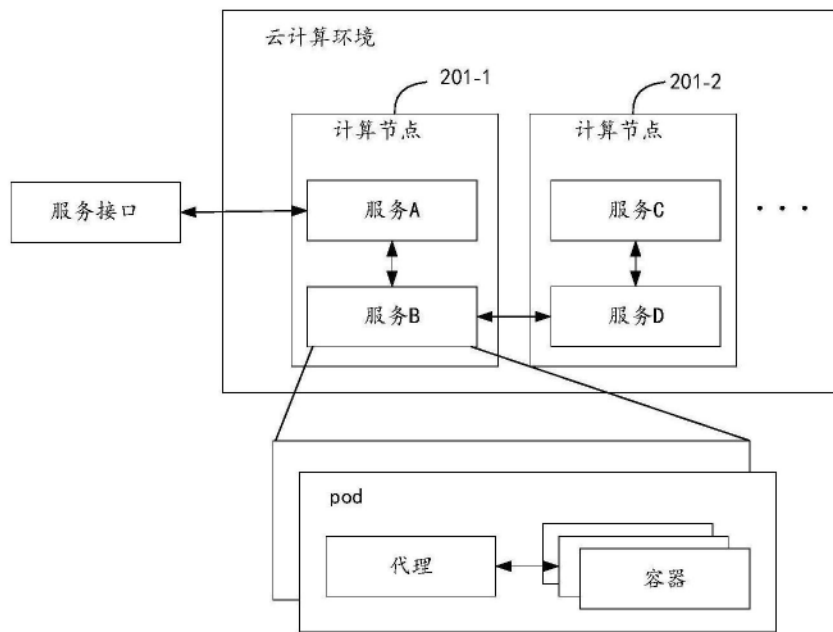 云计算环境
201-1
201-2
计算节点
计算节点
服务接口
服务A
服务C
...
服务B
服务D
pod
代理
容器